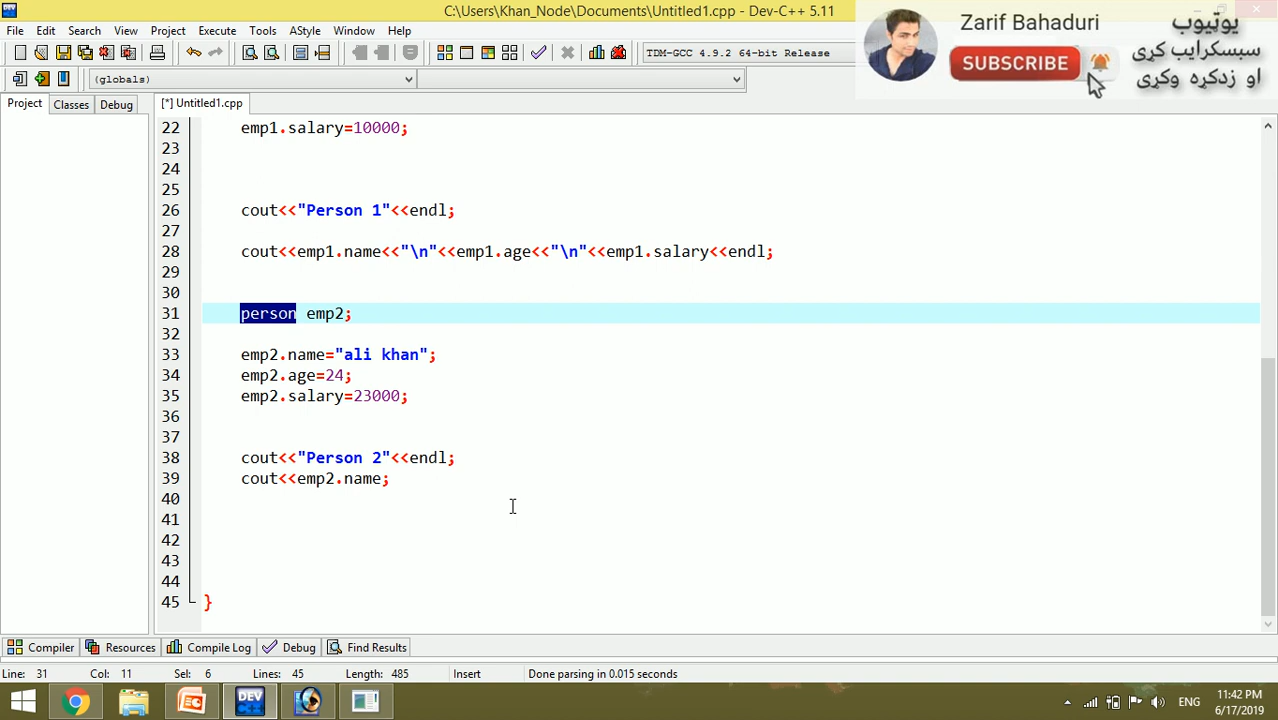 C:\Users\Khan_Node\Documents\Untitled1.cpp - Dev-C++ 5.11
File Edit Search View Project Execute Tools AStyle Window Help
TDM-GCC 4.9.2 64-bit Release
(globals)
Project Classes Debug [*] Untitled1.cpp
Zarif Bahaduri
SUBSCRIBE
یوټیوب
سبسکرایب کړی
او زدکړه وکړی
22 emp1.salary=10000;
23
24
25
26 cout<<"Person 1"<<endl;
27
28 cout<<emp1.name<<"\n"<<emp1.age<<"\n"<<emp1.salary<<endl;
29
30
31 person emp2;
32
33 emp2.name="ali khan";
34 emp2.age=24;
35 emp2.salary=23000;
36
37
38 cout<<"Person 2"<<endl;
39 cout<<emp2.name;
40
41
42
43
44
45 }
Compiler Resources Compile Log Debug Find Results
Line: 31 Col: 11 Sel: 6 Lines: 45 Length: 485 Insert Done parsing in 0.015 seconds
DEV C++
ENG
11:42 PM
6/17/2019